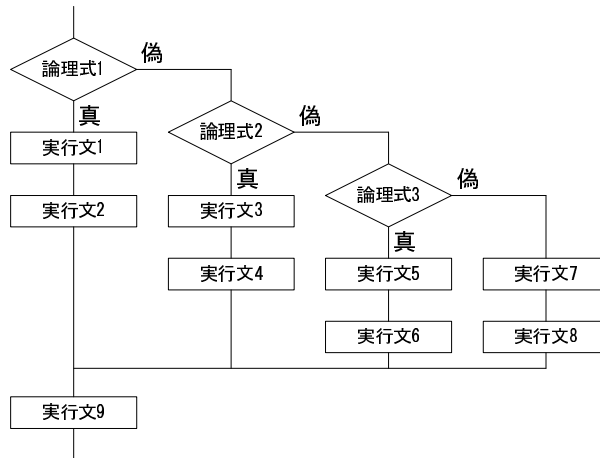 論理式1
偽
真
実行文1
実行文2
論理式2
偽
真
実行文3
実行文4
論理式3
偽
真
実行文5
実行文6
実行文7
実行文8
実行文9